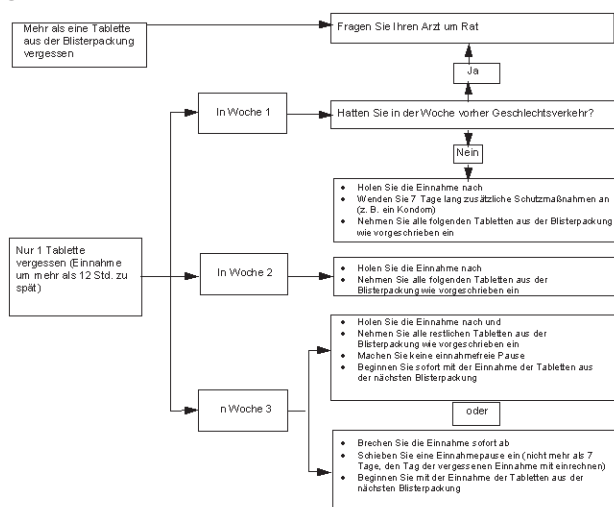 Mehr als eine Tablette
aus der Blisterpackung
vergessen
Fragen Sie Ihren Arzt um Rat
Ja
In Woche 1
Hatten Sie in der Woche vorher Geschlechtsverkehr?
Nein
• Holen Sie die Einnahme nach
• Wenden Sie 7 Tage lang zusätzliche Schutzmaßnahmen an
(z. B. ein Kondom)
• Nehmen Sie alle folgenden Tabletten aus der Blisterpackung
wie vorgeschrieben ein
Nur 1 Tablette
vergessen (Einnahme
um mehr als 12 Std. zu
spät)
In Woche 2
• Holen Sie die Einnahme nach
• Nehmen Sie alle folgenden Tabletten aus der
Blisterpackung wie vorgeschrieben ein
• Holen Sie die Einnahme nach und
• Nehmen Sie alle restlichen Tabletten aus der
Blisterpackung wie vorgeschrieben ein
• Machen Sie keine einnahmefreie Pause
• Beginnen Sie sofort mit der Einnahme der Tabletten aus
der nächsten Blisterpackung
n Woche 3
oder
• Brechen Sie die Einnahme sofort ab
• Schieben Sie eine Einnahmepause ein (nicht mehr als 7
Tage, den Tag der vergessenen Einnahme mit einrechnen)
• Beginnen Sie mit der Einnahme der Tabletten aus der
nächsten Blisterpackung